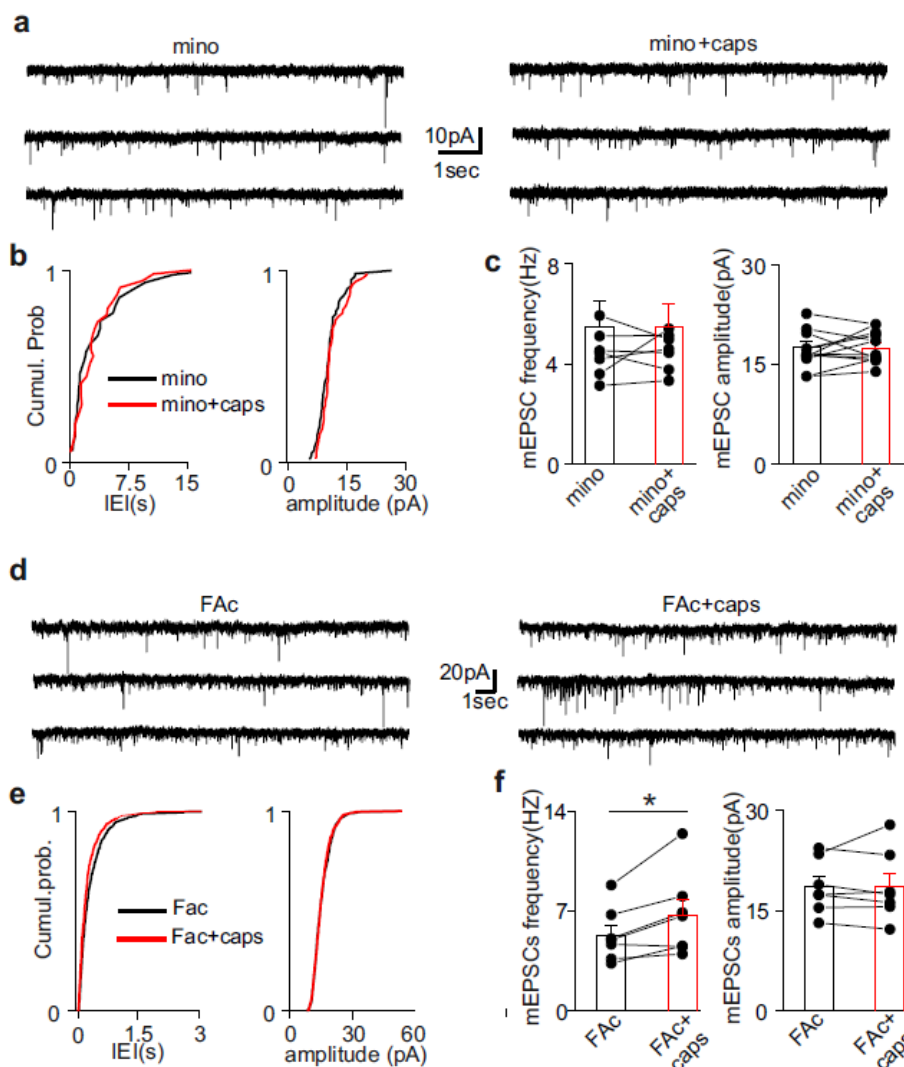 a
mino
mino+caps
10pA
1sec
b
1
Cumul. Prob
0
mino
mino+caps
0 7.5 15
IEI(s)
1
0
0 15 30
amplitude (pA)
c
mEPSC frequency(Hz)
8
4
0
mino
mino+
caps
mEPSC amplitude(pA)
30
15
0
mino
mino+
caps
d
FAc
FAc+caps
20pA
1sec
e
1
Cumul.prob.
0
Fac
Fac+caps
0 1.5 3
IEI(s)
1
0
0 30 60
amplitude (pA)
f
mEPSCs frequency(HZ)
14
7
0
*
FAc
FAc+
caps
mEPSCs amplitude(pA)
30
15
0
FAc
FAc+
caps